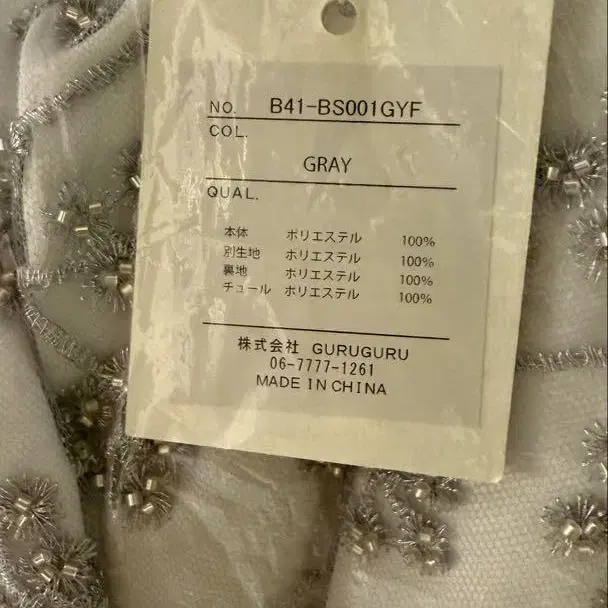 NO. B41-BS001GYF
COL.
GRAY
QUAL.
本体 ポリエステル 100%
別生地 ポリエステル 100%
裏地 ポリエステル 100%
チュール ポリエステル 100%
株式会社 GURUGURU
06-7777-1261
MADE IN CHINA